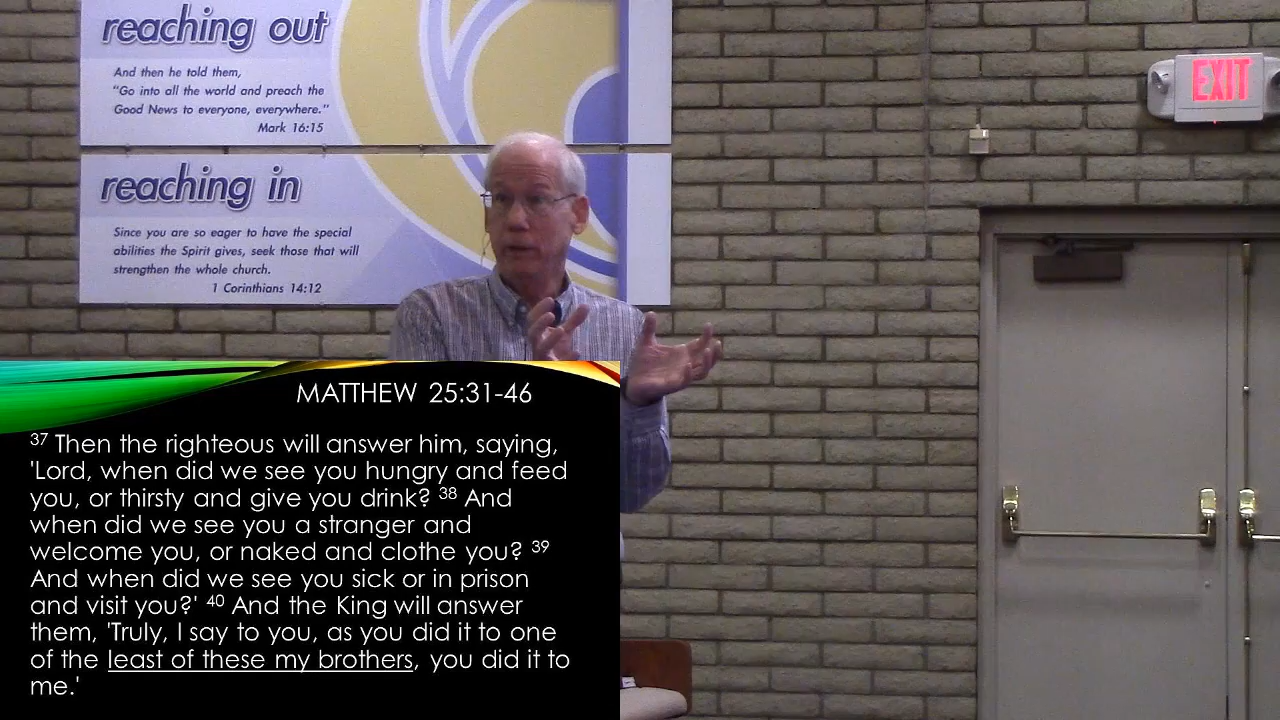 reaching out
And then he told them,
"Go into all the world and preach the
Good News to everyone, everywhere."
Mark 16:15
reaching in
Since you are so eager to have the special
abilities the Spirit gives, seek those that will
strengthen the whole church.
1 Corinthians 14:12
EXIT
MATTHEW 25:31-46
37 Then the righteous will answer him, saying,
'Lord, when did we see you hungry and feed
you, or thirsty and give you drink? 38 And
when did we see you a stranger and
welcome you, or naked and clothe you? 39
And when did we see you sick or in prison
and visit you?' 40 And the King will answer
them, 'Truly, I say to you, as you did it to one
of the least of these my brothers, you did it to
me.'